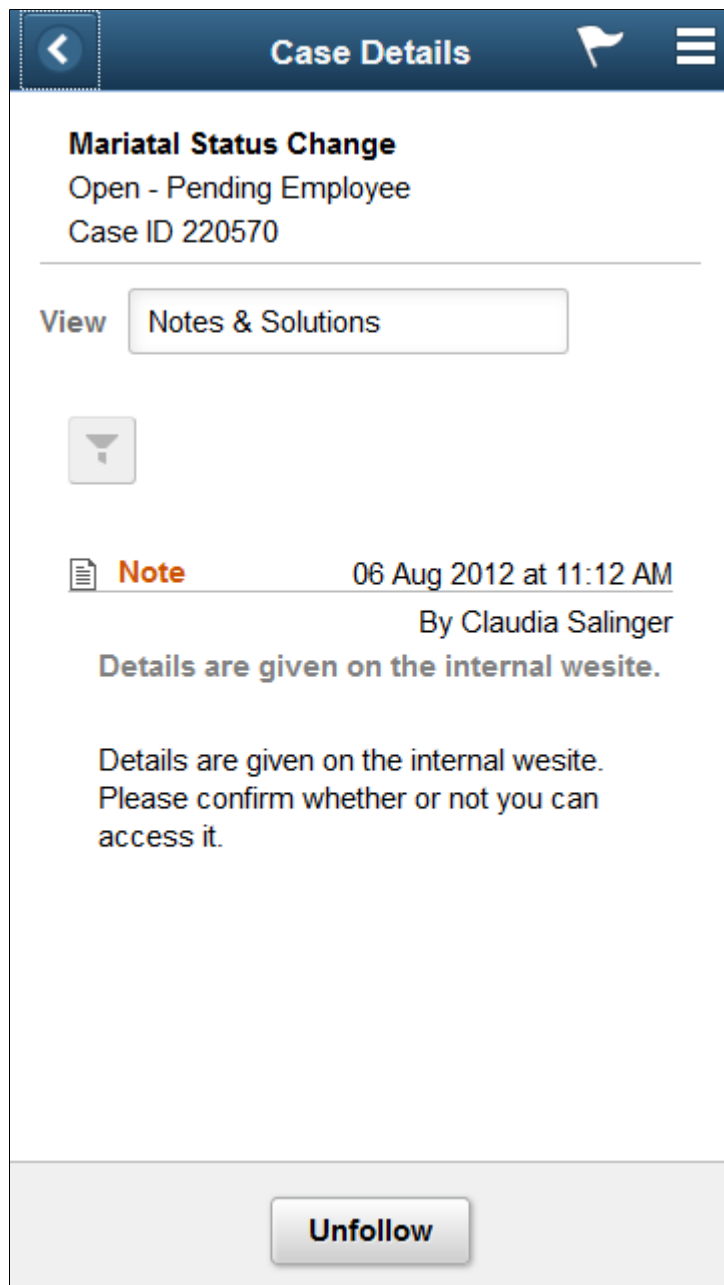 Case Details
Mariatal Status Change
Open - Pending Employee
Case ID 220570
View Notes & Solutions
Note 06 Aug 2012 at 11:12 AM
By Claudia Salinger
Details are given on the internal wesite.
Details are given on the internal wesite.
Please confirm whether or not you can
access it.
Unfollow